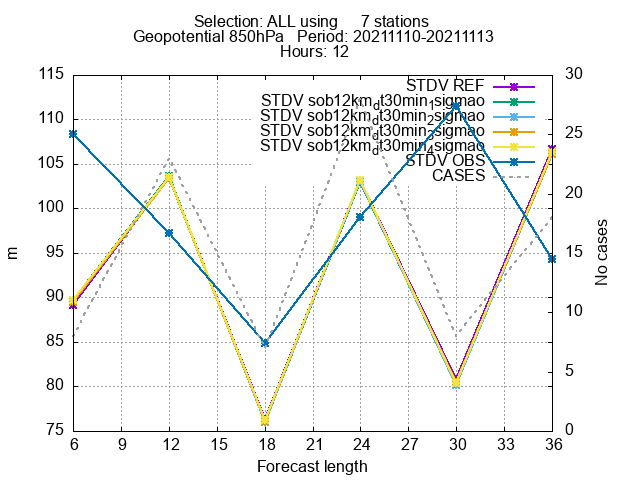 Selection: ALL using 7 stations
Geopotential 850hPa Period: 20211110-20211113
Hours: 12
115
110
105
100
95
90
85
80
75
30
25
20
15
10
5
0
m
No cases
STDV REF
STDV sob12km_dt30min_1sigmao
STDV sob12km_dt30min_2sigmao
STDV sob12km_dt30min_3sigmao
STDV sob12km_dt30min_4sigmao
STDV OBS
CASES
6 9 12 15 18 21 24 27 30 33 36
Forecast length